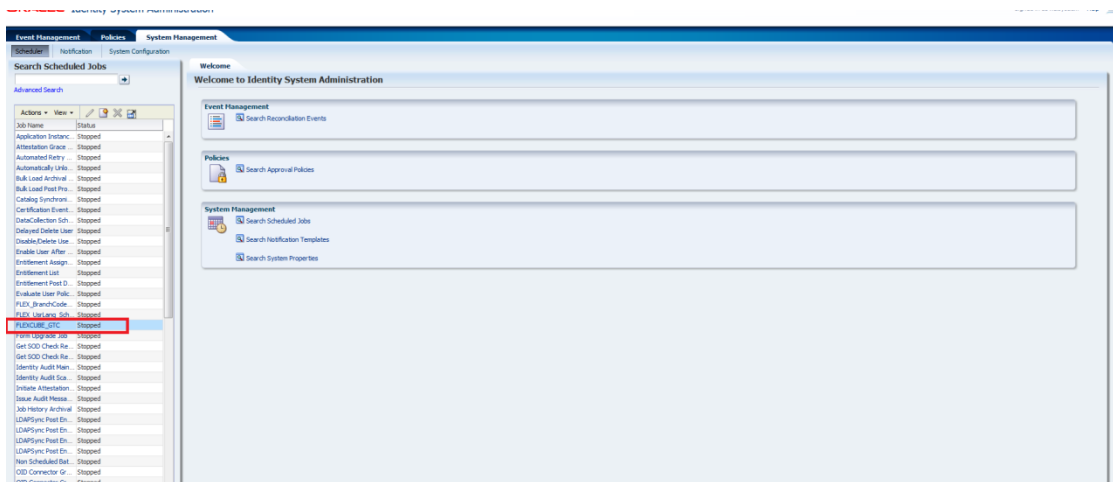 Identity System Administration
Event Management Policies System Management
Scheduler Notification System Configuration
Search Scheduled Jobs
Advanced Search
Actions View
Job Name Status
Application Instanc... Stopped
Attestation Grace ... Stopped
Automated Retry ... Stopped
Automatically Unlo... Stopped
Bulk Load Archival ... Stopped
Bulk Load Post Pro... Stopped
Catalog Synchroni... Stopped
Certification Event... Stopped
DataCollection Sch... Stopped
Delayed Delete User Stopped
Disable/Delete Use... Stopped
Enable User After ... Stopped
Entitlement Assign... Stopped
Entitlement List Stopped
Entitlement Post D... Stopped
Evaluate User Polic... Stopped
FLEX_BranchCode... Stopped
FLEX_UsrLang_Sch... Stopped
FLEXCUBE_GTC Stopped
Form Upgrade Job Stopped
Get SOD Check Re... Stopped
Get SOD Check Re... Stopped
Identity Audit Main... Stopped
Identity Audit Sca... Stopped
Initiate Attestation... Stopped
Issue Audit Messa... Stopped
Job History Archival Stopped
LDAPSync Post En... Stopped
LDAPSync Post En... Stopped
LDAPSync Post En... Stopped
LDAPSync Post En... Stopped
Non Scheduled Bat... Stopped
OID Connector Gr... Stopped
Welcome
Welcome to Identity System Administration
Event Management
Search Reconciliation Events
Policies
Search Approval Policies
System Management
Search Scheduled Jobs
Search Notification Templates
Search System Properties